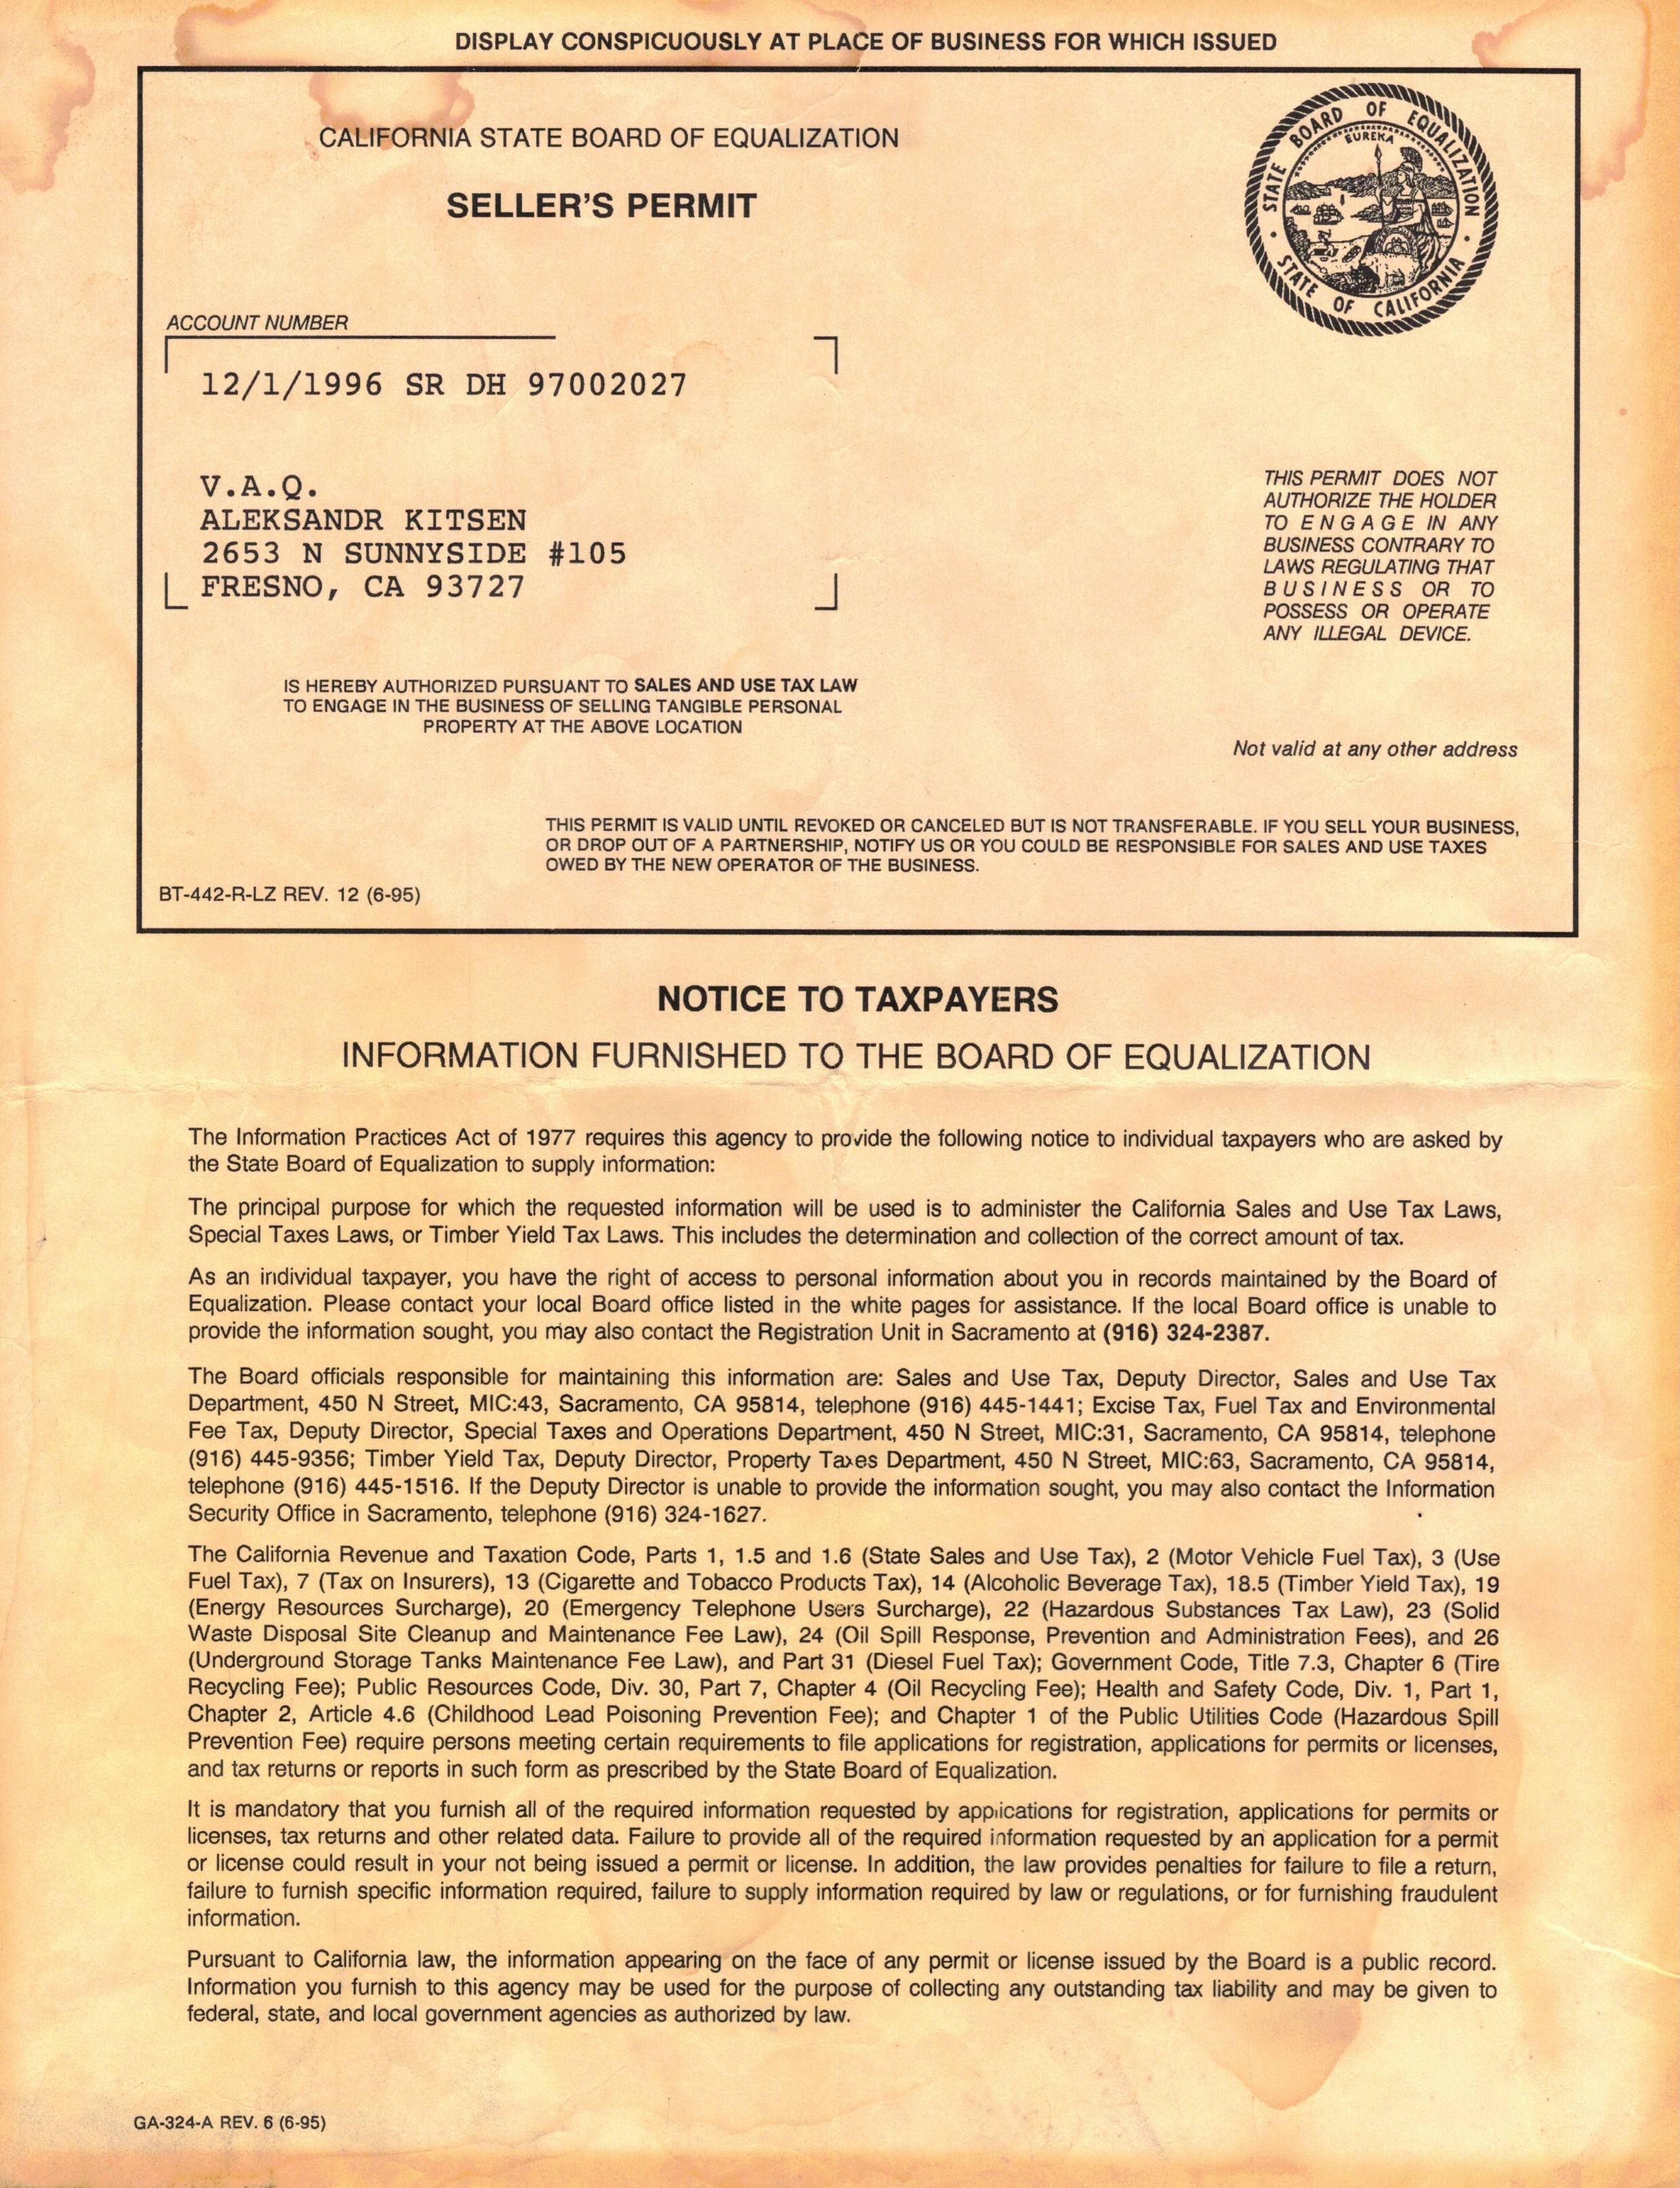 DISPLAY CONSPICUOUSLY AT PLACE OF BUSINESS FOR WHICH ISSUED
CALIFORNIA STATE BOARD OF EQUALIZATION
SELLER'S PERMIT
STATE BOARD OF EQUALIZATION
EUREKA
STATE OF CALIFORNIA
ACCOUNT NUMBER
12/1/1996 SR DH 97002027
V.A.Q.
ALEKSANDR KITSEN
2653 N SUNNYSIDE #105
FRESNO, CA 93727
THIS PERMIT DOES NOT
AUTHORIZE THE HOLDER
TO ENGAGE IN ANY
BUSINESS CONTRARY TO
LAWS REGULATING THAT
BUSINESS OR TO
POSSESS OR OPERATE
ANY ILLEGAL DEVICE.
IS HEREBY AUTHORIZED PURSUANT TO SALES AND USE TAX LAW
TO ENGAGE IN THE BUSINESS OF SELLING TANGIBLE PERSONAL
PROPERTY AT THE ABOVE LOCATION
Not valid at any other address
THIS PERMIT IS VALID UNTIL REVOKED OR CANCELED BUT IS NOT TRANSFERABLE. IF YOU SELL YOUR BUSINESS,
OR DROP OUT OF A PARTNERSHIP, NOTIFY US OR YOU COULD BE RESPONSIBLE FOR SALES AND USE TAXES
OWED BY THE NEW OPERATOR OF THE BUSINESS.
BT-442-R-LZ REV. 12 (6-95)
NOTICE TO TAXPAYERS
INFORMATION FURNISHED TO THE BOARD OF EQUALIZATION
The Information Practices Act of 1977 requires this agency to provide the following notice to individual taxpayers who are asked by
the State Board of Equalization to supply information:
The principal purpose for which the requested information will be used is to administer the California Sales and Use Tax Laws,
Special Taxes Laws, or Timber Yield Tax Laws. This includes the determination and collection of the correct amount of tax.
As an individual taxpayer, you have the right of access to personal information about you in records maintained by the Board of
Equalization. Please contact your local Board office listed in the white pages for assistance. If the local Board office is unable to
provide the information sought, you may also contact the Registration Unit in Sacramento at (916) 324-2387.
The Board officials responsible for maintaining this information are: Sales and Use Tax, Deputy Director, Sales and Use Tax
Department, 450 N Street, MIC:43, Sacramento, CA 95814, telephone (916) 445-1441; Excise Tax, Fuel Tax and Environmental
Fee Tax, Deputy Director, Special Taxes and Operations Department, 450 N Street, MIC:31, Sacramento, CA 95814, telephone
(916) 445-9356; Timber Yield Tax, Deputy Director, Property Taxes Department, 450 N Street, MIC:63, Sacramento, CA 95814,
telephone (916) 445-1516. If the Deputy Director is unable to provide the information sought, you may also contact the Information
Security Office in Sacramento, telephone (916) 324-1627.
The California Revenue and Taxation Code, Parts 1, 1.5 and 1.6 (State Sales and Use Tax), 2 (Motor Vehicle Fuel Tax), 3 (Use
Fuel Tax), 7 (Tax on Insurers), 13 (Cigarette and Tobacco Products Tax), 14 (Alcoholic Beverage Tax), 18.5 (Timber Yield Tax), 19
(Energy Resources Surcharge), 20 (Emergency Telephone Users Surcharge), 22 (Hazardous Substances Tax Law), 23 (Solid
Waste Disposal Site Cleanup and Maintenance Fee Law), 24 (Oil Spill Response, Prevention and Administration Fees), and 26
(Underground Storage Tanks Maintenance Fee Law), and Part 31 (Diesel Fuel Tax); Government Code, Title 7.3, Chapter 6 (Tire
Recycling Fee); Public Resources Code, Div. 30, Part 7, Chapter 4 (Oil Recycling Fee); Health and Safety Code, Div. 1, Part 1,
Chapter 2, Article 4.6 (Childhood Lead Poisoning Prevention Fee); and Chapter 1 of the Public Utilities Code (Hazardous Spill
Prevention Fee) require persons meeting certain requirements to file applications for registration, applications for permits or licenses,
and tax returns or reports in such form as prescribed by the State Board of Equalization.
It is mandatory that you furnish all of the required information requested by applications for registration, applications for permits or
licenses, tax returns and other related data. Failure to provide all of the required information requested by an application for a permit
or license could result in your not being issued a permit or license. In addition, the law provides penalties for failure to file a return,
failure to furnish specific information required, failure to supply information required by law or regulations, or for furnishing fraudulent
information.
Pursuant to California law, the information appearing on the face of any permit or license issued by the Board is a public record.
Information you furnish to this agency may be used for the purpose of collecting any outstanding tax liability and may be given to
federal, state, and local government agencies as authorized by law.
GA-324-A REV. 6 (6-95)